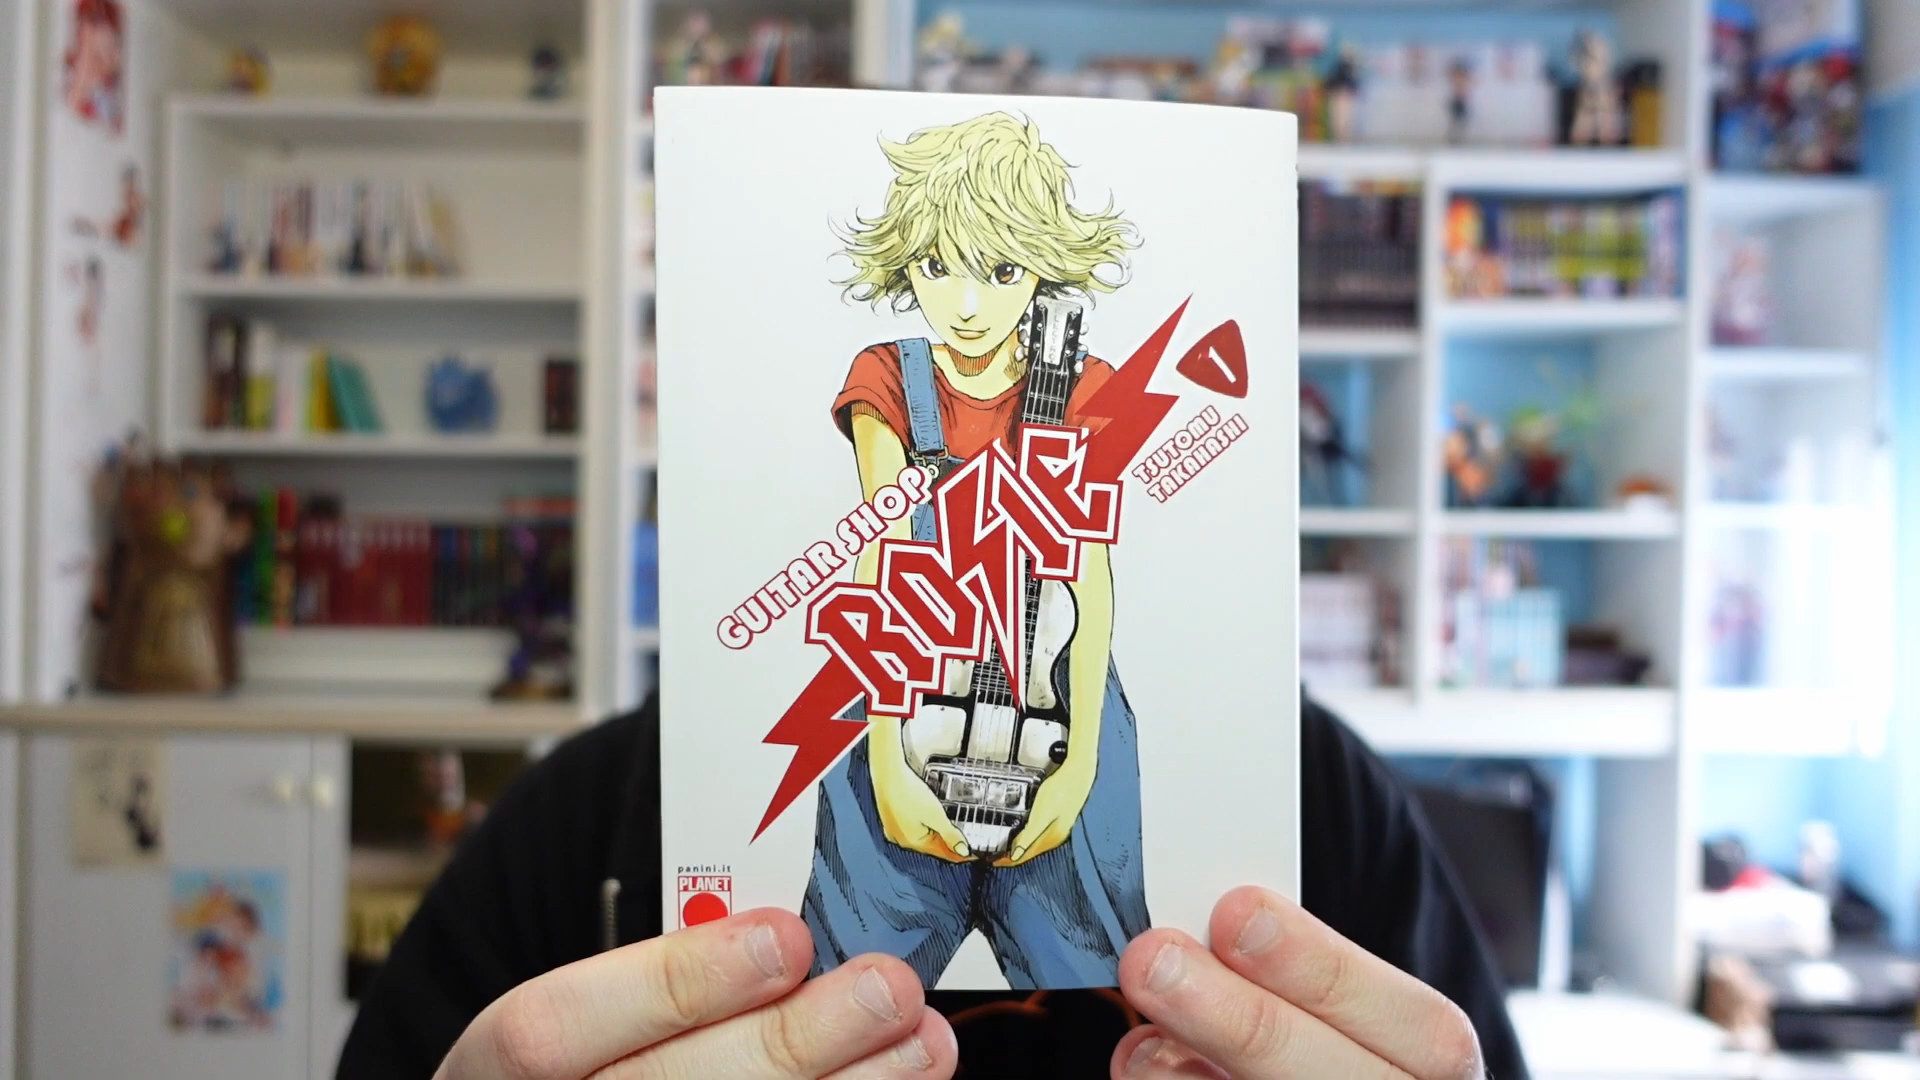 1
TSUTOMU
TAKAHASHI
GUITAR SHOP
ROSIE
panini.it
PLANET